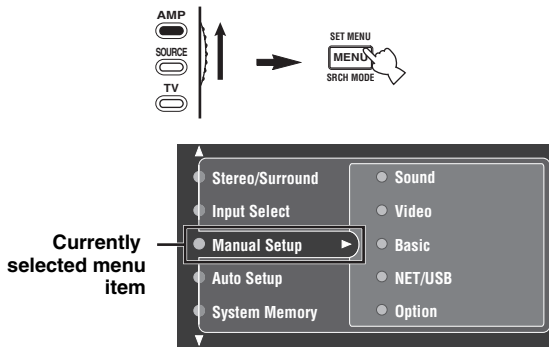 AMP
SOURCE
TV
SET MENU
MENU
SRCH MODE
Currently
selected menu
item
Stereo/Surround
Input Select
Manual Setup
Auto Setup
System Memory
Sound
Video
Basic
NET/USB
Option